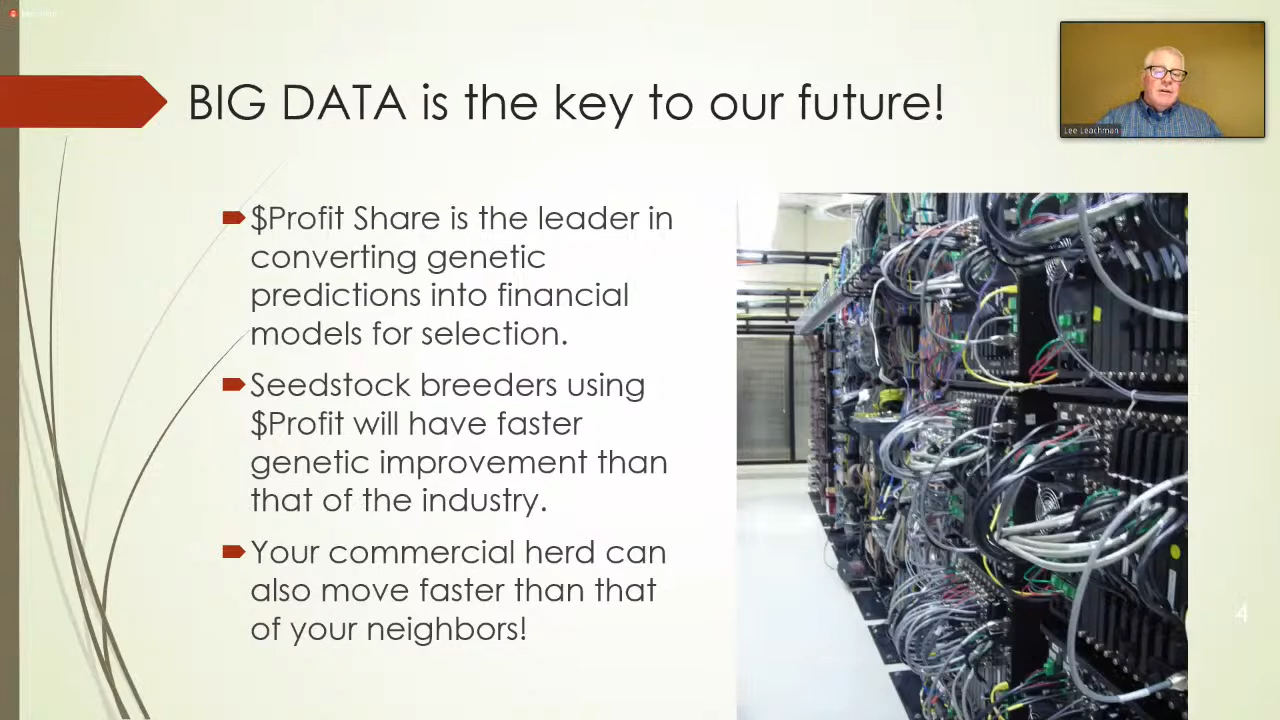 BIG DATA is the key to our future!
Lee Leachman
$Profit Share is the leader in
converting genetic
predictions into financial
models for selection.
Seedstock breeders using
$Profit will have faster
genetic improvement than
that of the industry.
Your commercial herd can
also move faster than that
of your neighbors!
4